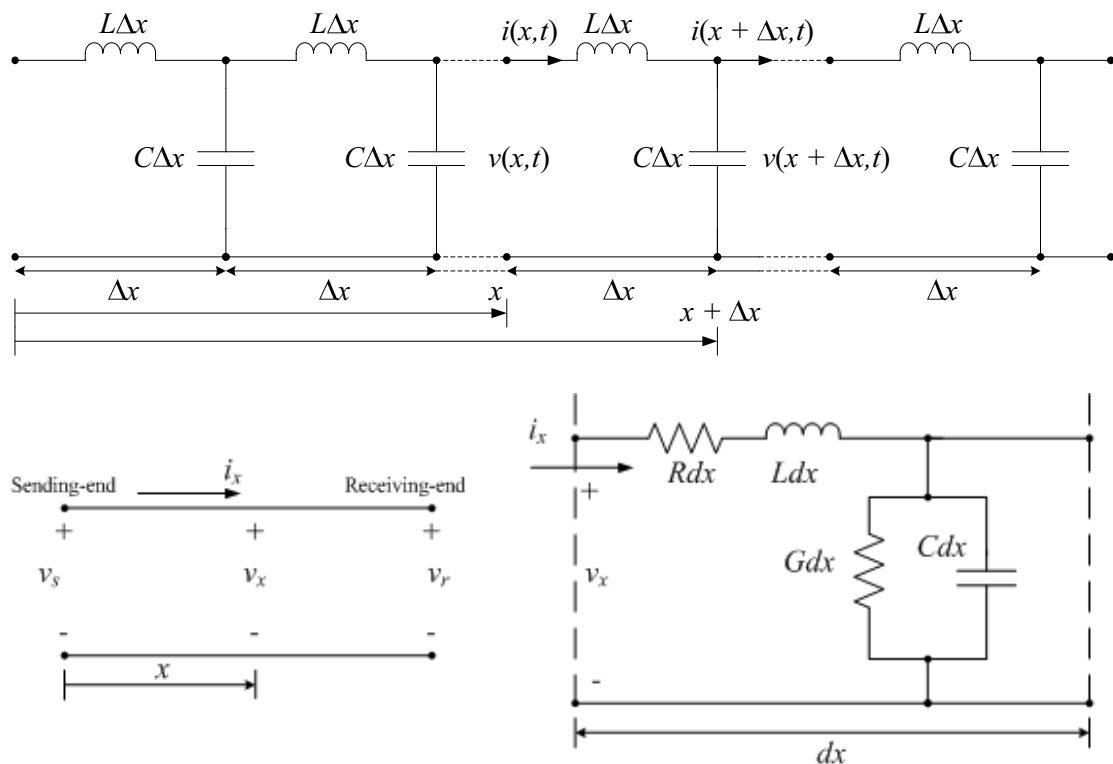 LΔx LΔx i(x,t) LΔx i(x + Δx,t) LΔx
CΔx CΔx v(x,t) CΔx v(x + Δx,t) CΔx
Δx Δx x Δx Δx
x + Δx
Sending-end i_x Receiving-end
+ + +
v_s v_x v_r
- - -
x
i_x
+ Rdx Ldx
v_x Gdx Cdx
-
dx